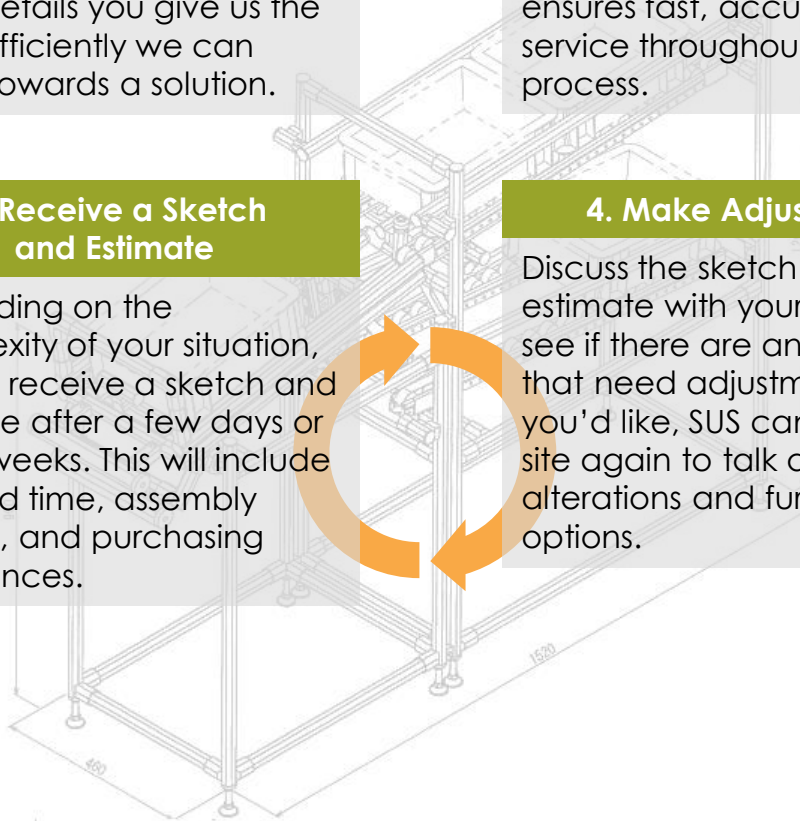 etails you give us the
fficiently we can
owards a solution.
ensures fast, accu
service throughou
process.
Receive a Sketch
and Estimate
ding on the
exity of your situation,
receive a sketch and
e after a few days or
weeks. This will include
d time, assembly
, and purchasing
nces.
4. Make Adjus
Discuss the sketch
estimate with your
see if there are an
that need adjustm
you’d like, SUS can
site again to talk a
alterations and fur
options.
1520
460